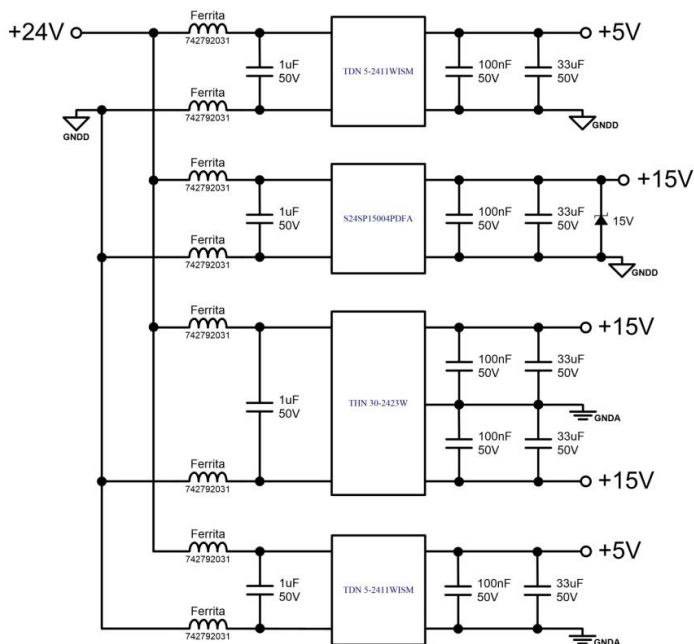 Ferrita
742792031
+24V
+5V
1uF
50V
TDN 5-2411WISM
100nF
50V
33uF
50V
Ferrita
742792031
GNDD
GNDD
Ferrita
742792031
+15V
1uF
50V
S24SP15004PDFA
100nF
50V
33uF
50V
15V
Ferrita
742792031
GNDD
Ferrita
742792031
+15V
100nF
50V
33uF
50V
1uF
50V
THN 30-2423W
GNDA
100nF
50V
33uF
50V
Ferrita
742792031
+15V
Ferrita
742792031
+5V
1uF
50V
TDN 5-2411WISM
100nF
50V
33uF
50V
Ferrita
742792031
GNDA